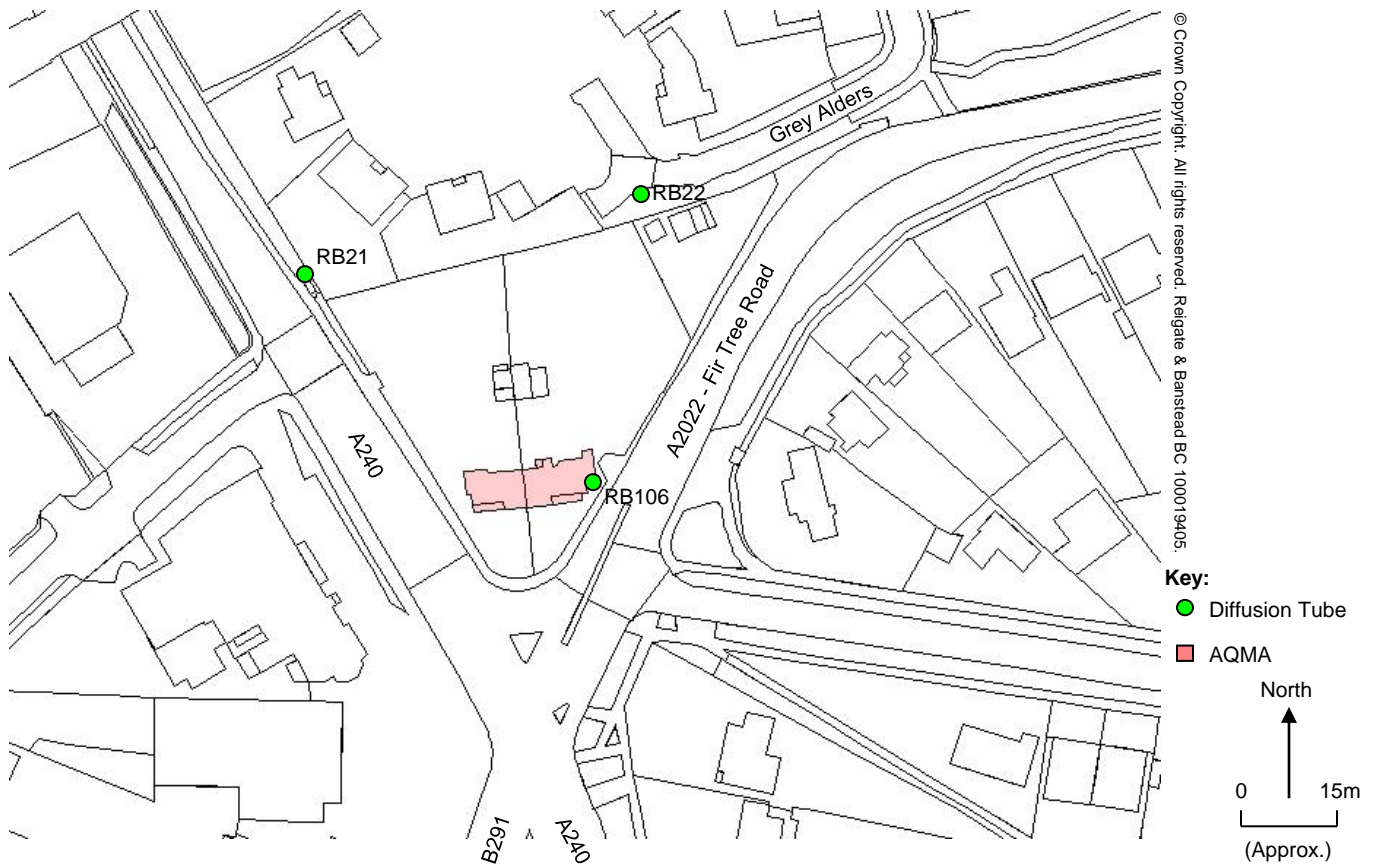 © Crown Copyright. All rights reserved. Reigate & Banstead BC 100019405.
Grey Alders
RB22
RB21
A2022 - Fir Tree Road
A240
RB106
Key:
Diffusion Tube
AQMA
North
0 15m
(Approx.)
B291
A240